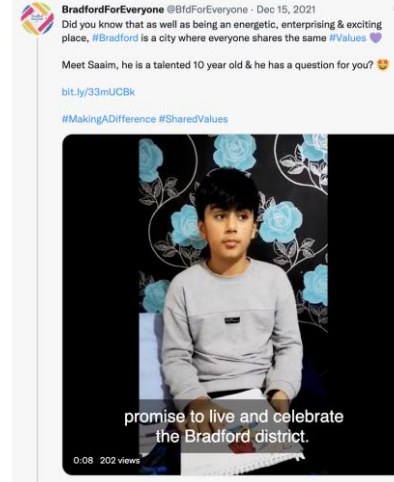 BradfordForEveryone @BfdForEveryone · Dec 15, 2021
Did you know that as well as being an energetic, enterprising & exciting
place, #Bradford is a city where everyone shares the same #Values 💜
Meet Saaim, he is a talented 10 year old & he has a question for you? 🤩
bit.ly/33mUCBk
#MakingADifference #SharedValues
promise to live and celebrate
the Bradford district.
0:08 202 views